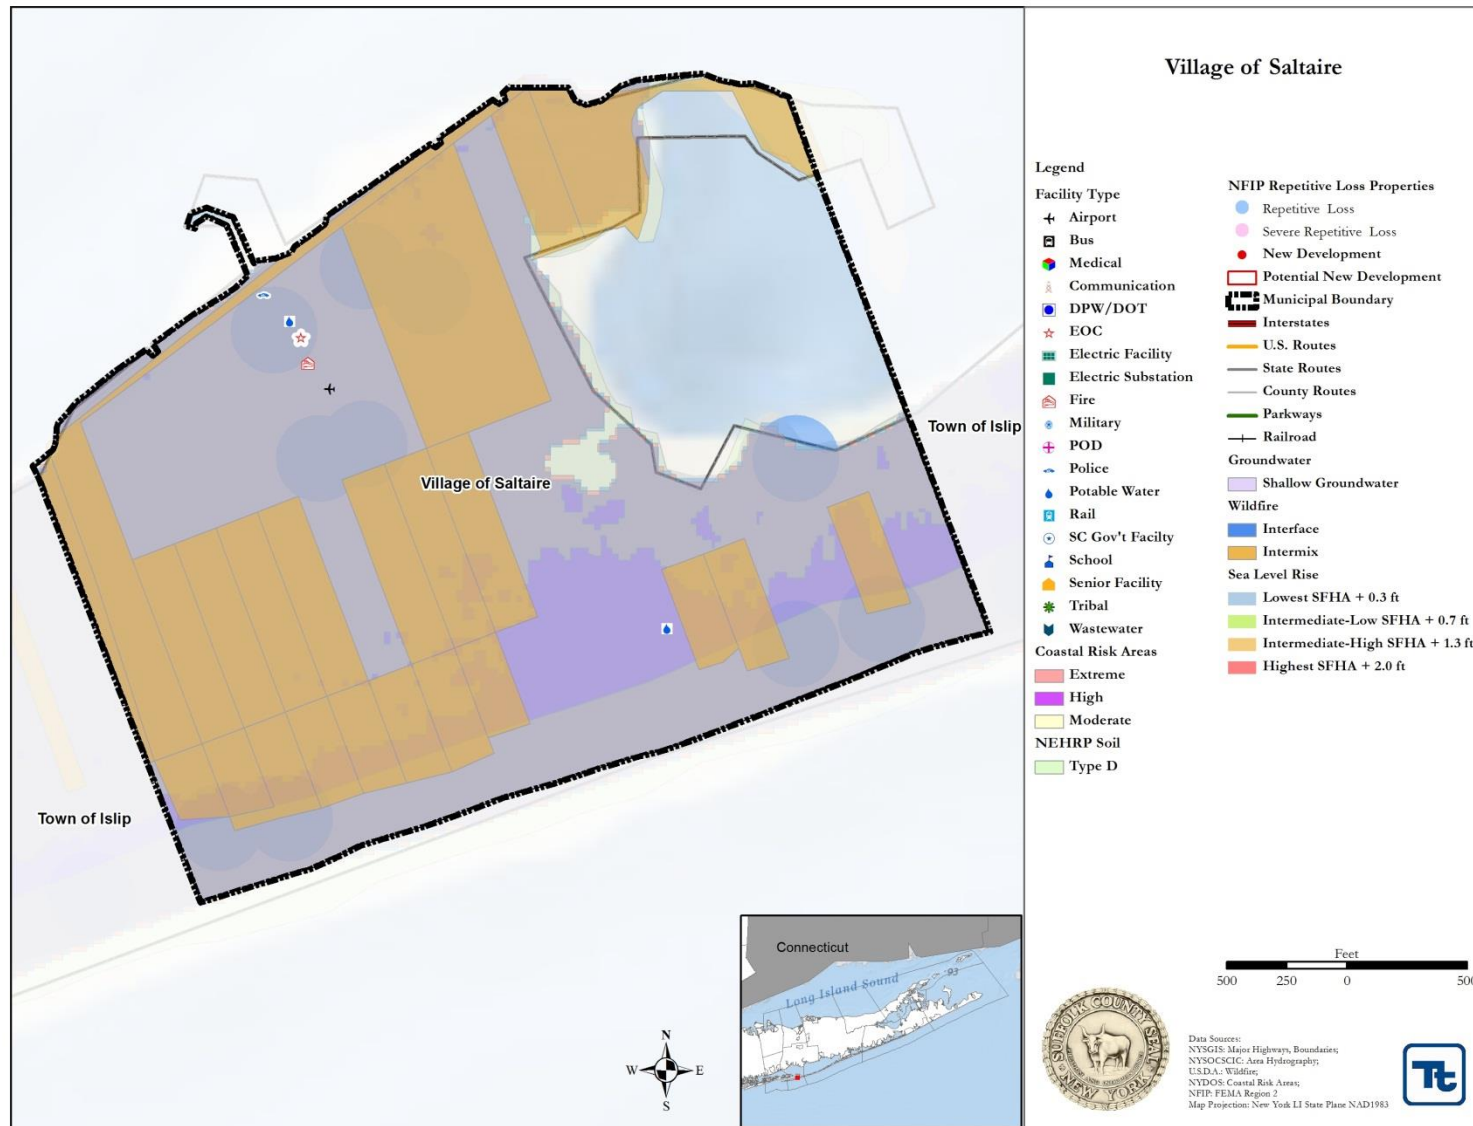 Village of Saltaire
Legend
Facility Type
Airport
Bus
Medical
Communication
DPW/DOT
EOC
Electric Facility
Electric Substation
Fire
Military
POD
Police
Potable Water
Rail
SC Gov't Facilty
School
Senior Facility
Tribal
Wastewater
Coastal Risk Areas
Extreme
High
Moderate
NEHRP Soil
Type D
NFIP Repetitive Loss Properties
Repetitive Loss
Severe Repetitive Loss
New Development
Potential New Development
Municipal Boundary
Interstates
U.S. Routes
State Routes
County Routes
Parkways
Railroad
Groundwater
Shallow Groundwater
Wildfire
Interface
Intermix
Sea Level Rise
Lowest SFHA + 0.3 ft
Intermediate-Low SFHA + 0.7 ft
Intermediate-High SFHA + 1.3 ft
Highest SFHA + 2.0 ft
Town of Islip
Village of Saltaire
Town of Islip
Connecticut
Long Island Sound
93
N
W E
S
Feet
500 250 0 500
SUFFOLK COUNTY SEAL
NEW YORK
Data Sources:
NYSGIS: Major Highways, Boundaries;
NYSOCSCIC: Area Hydrography;
U.S.D.A.: Wildfire;
NYDOS: Coastal Risk Areas;
NFIP: FEMA Region 2
Map Projection: New York LI State Plane NAD1983
Tt